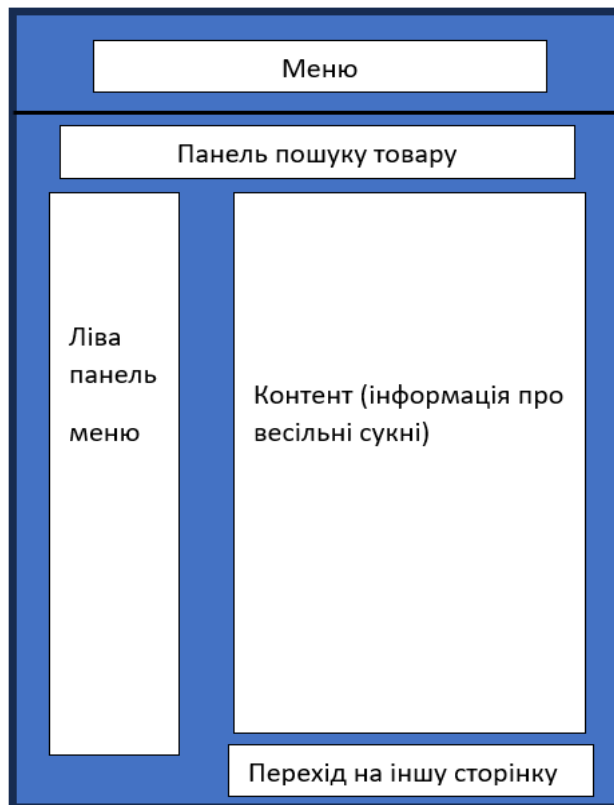 Меню
Панель пошуку товару
Ліва
панель
меню
Контент (інформація про
весільні сукні)
Перехід на іншу сторінку